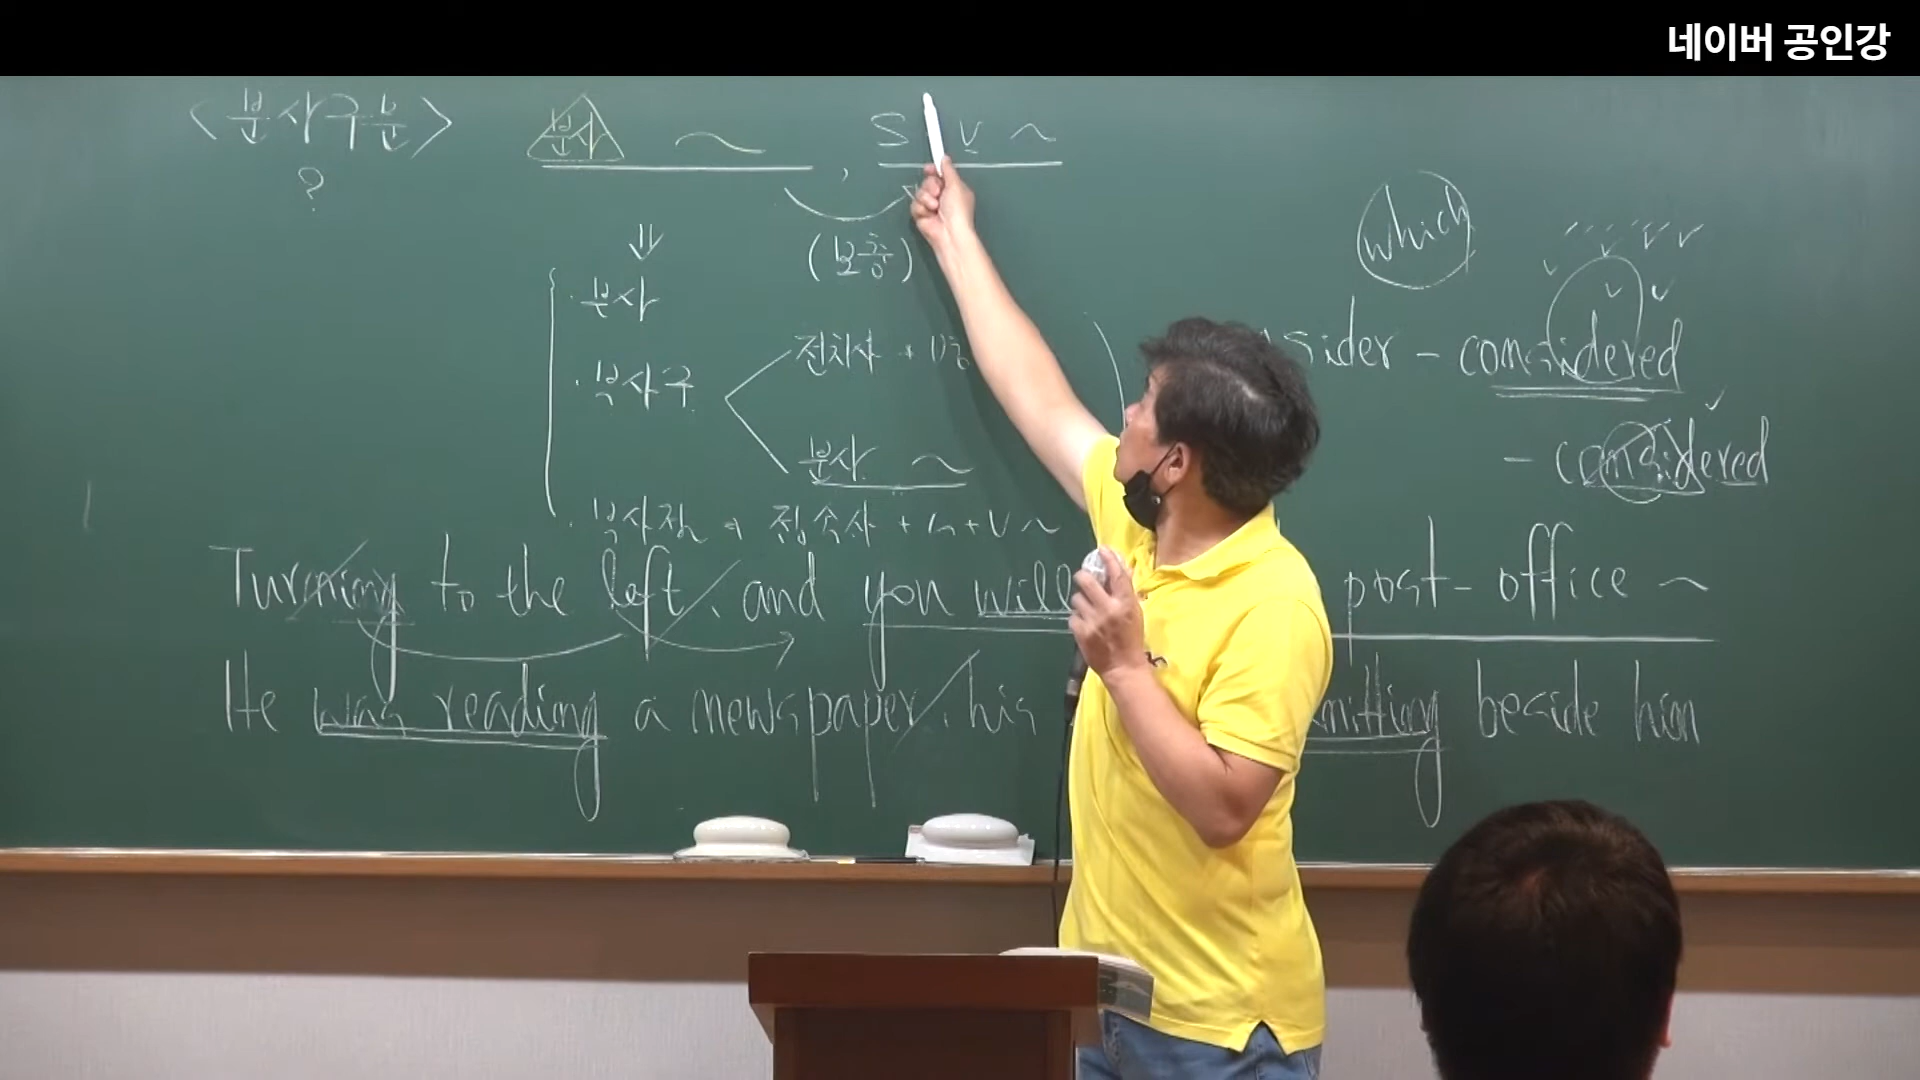 네이버 공인강
<분사구문>
?
분사 ~ , S v ~
(보충)
which
⇓
· 분사
· 부사구
전치사 +
분사 ~
· 부사절 → 접속사 + s + v ~
sider - considered
- considered
Turning to the left, and you will post-office ~
He was reading a newspaper, his beside him